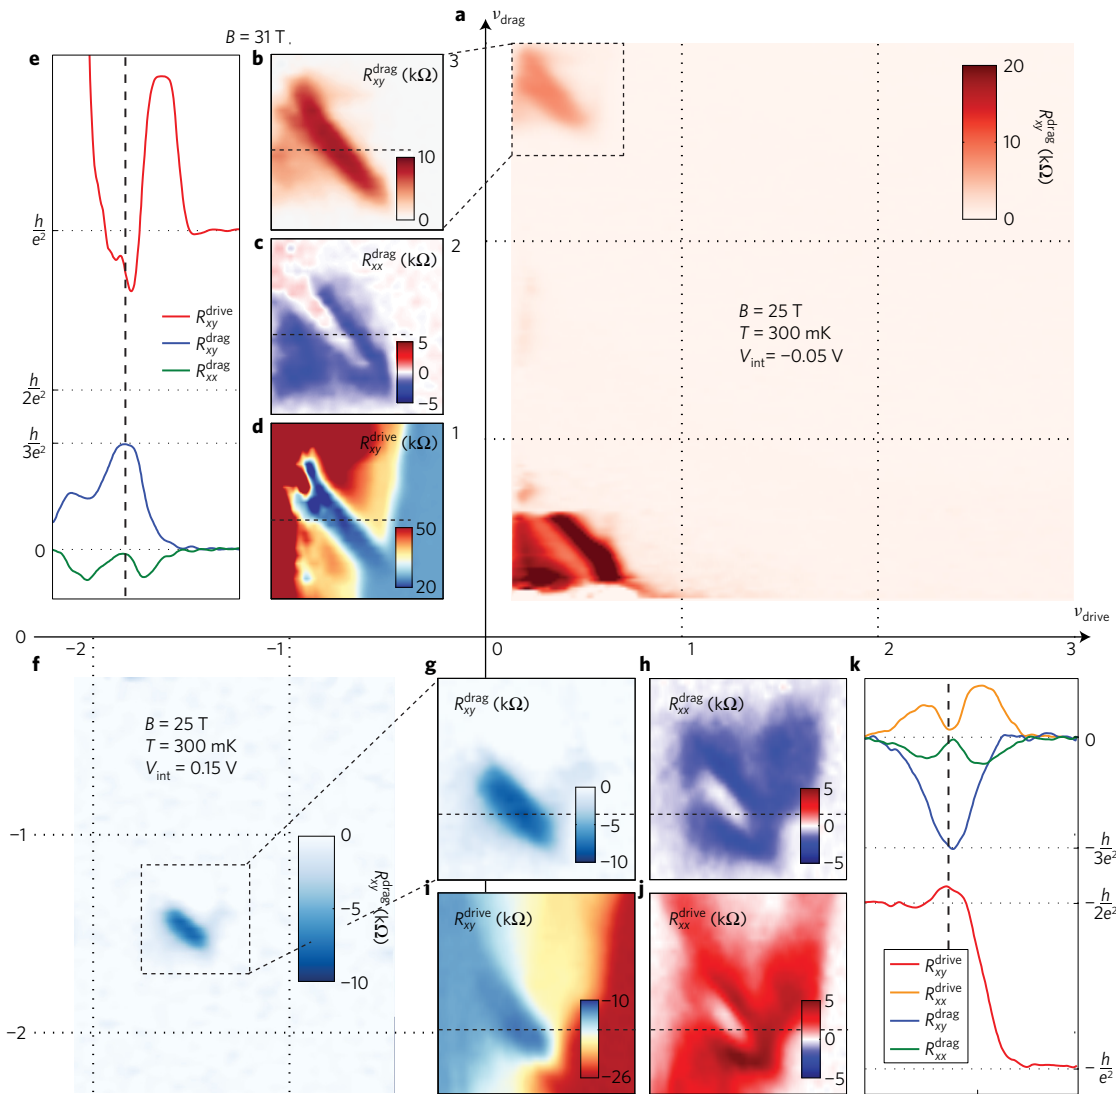 a
ν_drag
B = 31 T
e
b
R_xy^drag (kΩ)
3
10
0
20
10
0
R_xy^drag (kΩ)
h/e²
c
R_xx^drag (kΩ)
2
5
0
−5
R_xy^drive
R_xy^drag
R_xx^drag
B = 25 T
T = 300 mK
V_int = −0.05 V
h/2e²
h/3e²
0
d
R_xy^drive (kΩ)
1
50
20
ν_drive
0
−2
−1
0
1
2
3
f
B = 25 T
T = 300 mK
V_int = 0.15 V
−1
−2
0
−5
−10
R_xy^drag (kΩ)
g
R_xy^drag (kΩ)
0
−5
−10
h
R_xx^drag (kΩ)
5
0
−5
i
R_xy^drive (kΩ)
−10
−26
j
R_xx^drive (kΩ)
5
0
−5
k
0
−h/3e²
−h/2e²
R_xy^drive
R_xx^drive
R_xy^drag
R_xx^drag
−h/e²